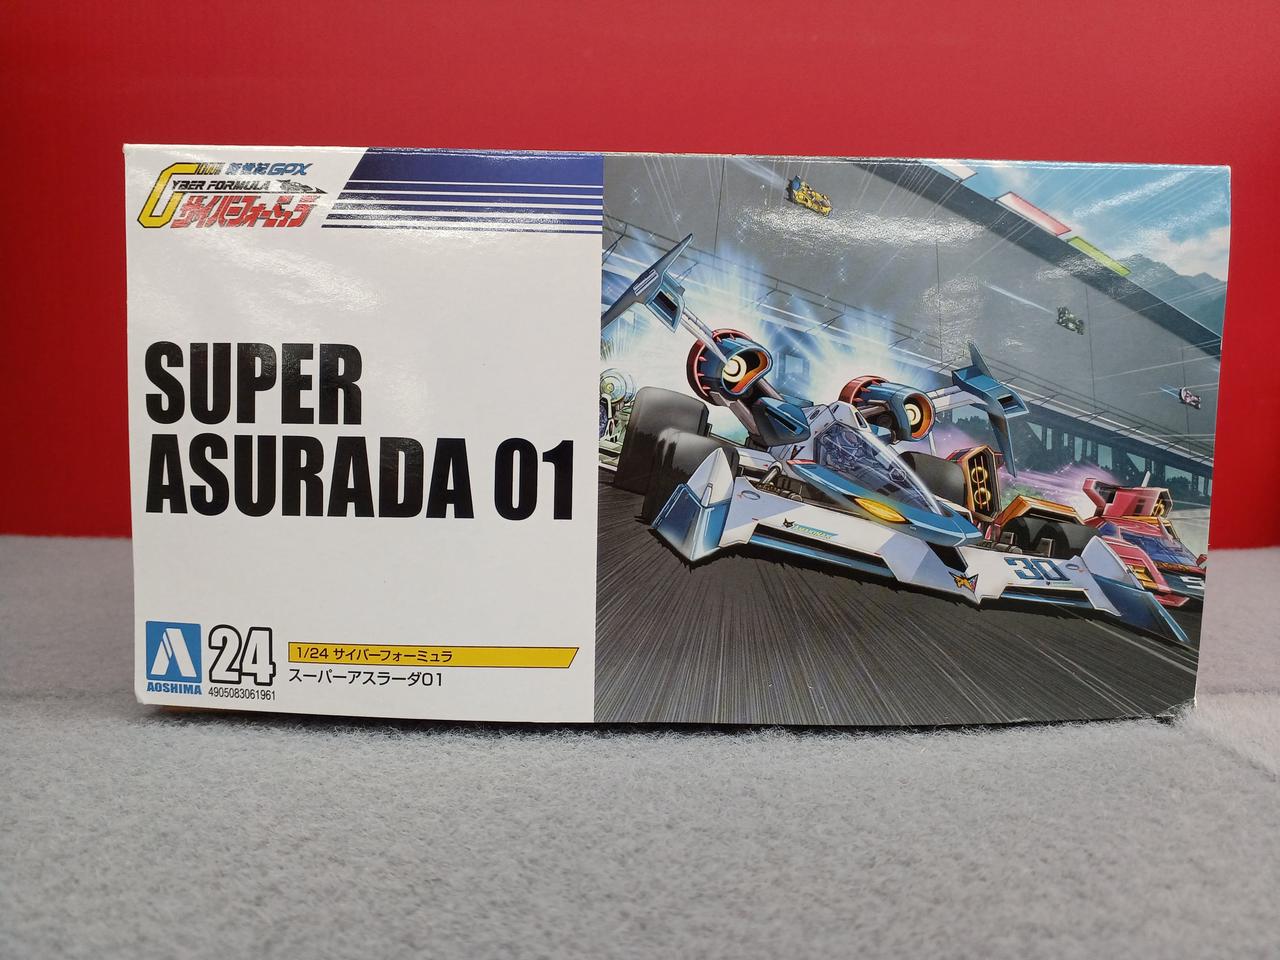 新世紀GPX
CYBER FORMULA
サイバーフォーミュラ
SUPER
ASURADA 01
AOSHIMA
24
4905083061961
1/24 サイバーフォーミュラ
スーパーアスラーダ01
30